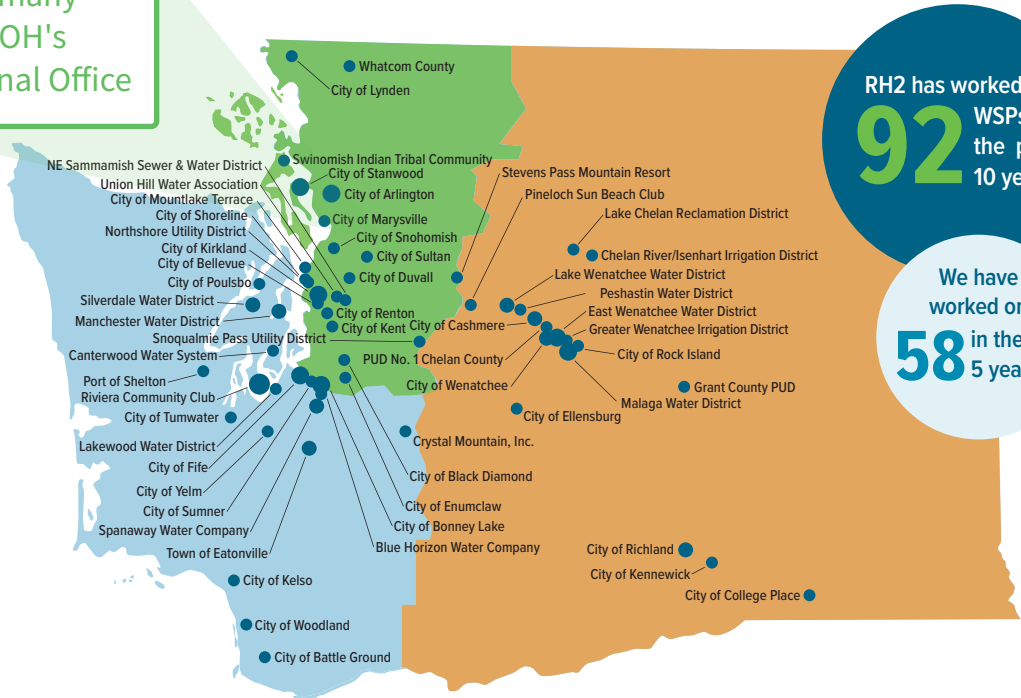 many
OH's
nal Office
RH2 has worked
92
WSPs
the p
10 ye
We have
worked or
58
in the
5 yea
Whatcom County
City of Lynden
Swinomish Indian Tribal Community
NE Sammamish Sewer & Water District
City of Stanwood
Stevens Pass Mountain Resort
Union Hill Water Association
City of Arlington
Pineloch Sun Beach Club
City of Mountlake Terrace
City of Shoreline
City of Marysville
Lake Chelan Reclamation District
Northshore Utility District
City of Snohomish
City of Kirkland
City of Sultan
Chelan River/Isenhart Irrigation District
City of Bellevue
City of Duvall
Lake Wenatchee Water District
City of Poulsbo
Peshastin Water District
Silverdale Water District
City of Renton
East Wenatchee Water District
Manchester Water District
City of Kent
City of Cashmere
Greater Wenatchee Irrigation District
Snoqualmie Pass Utility District
Canterwood Water System
PUD No. 1 Chelan County
City of Rock Island
Port of Shelton
City of Wenatchee
Grant County PUD
Riviera Community Club
Malaga Water District
City of Tumwater
City of Ellensburg
Lakewood Water District
Crystal Mountain, Inc.
City of Fife
City of Black Diamond
City of Yelm
City of Enumclaw
City of Sumner
City of Bonney Lake
Spanaway Water Company
Blue Horizon Water Company
Town of Eatonville
City of Richland
City of Kennewick
City of Kelso
City of College Place
City of Woodland
City of Battle Ground